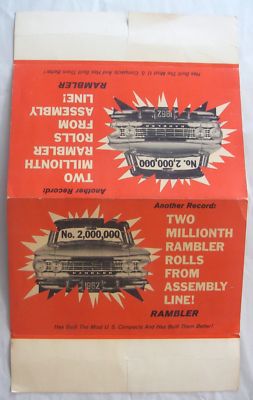 Another Record:
TWO
MILLIONTH
RAMBLER
ROLLS
FROM
ASSEMBLY
LINE!
No. 2,000,000
1962
RAMBLER
Has Built The Most U.S. Compacts And Has Built Them Better!
Another Record:
TWO
MILLIONTH
RAMBLER
ROLLS
FROM
ASSEMBLY
LINE!
No. 2,000,000
1962
RAMBLER
Has Built The Most U.S. Compacts And Has Built Them Better!